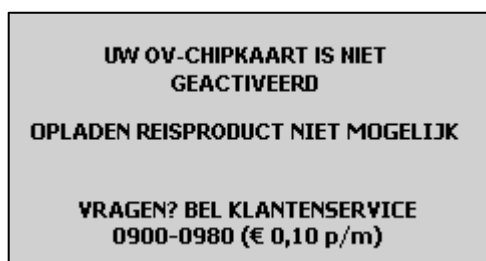 UW OV-CHIPKAART IS NIET
GEACTIVEERD
OPLADEN REISPRODUCT NIET MOGELIJK
VRAGEN? BEL KLANTENSERVICE
0900-0980 (€ 0,10 p/m)